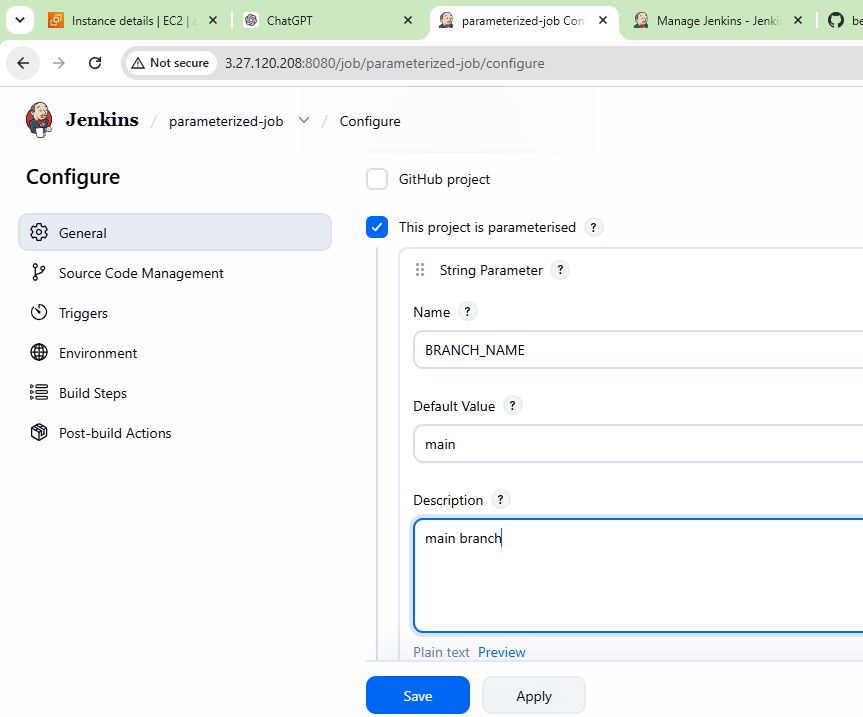 Instance details | EC2 | a
ChatGPT
parameterized-job Con
Manage Jenkins - Jenki
be
Not secure
3.27.120.208:8080/job/parameterized-job/configure
Jenkins / parameterized-job / Configure
Configure
General
Source Code Management
Triggers
Environment
Build Steps
Post-build Actions
GitHub project
This project is parameterised ?
String Parameter ?
Name ?
BRANCH_NAME
Default Value ?
main
Description ?
main branch
Plain text Preview
Save
Apply